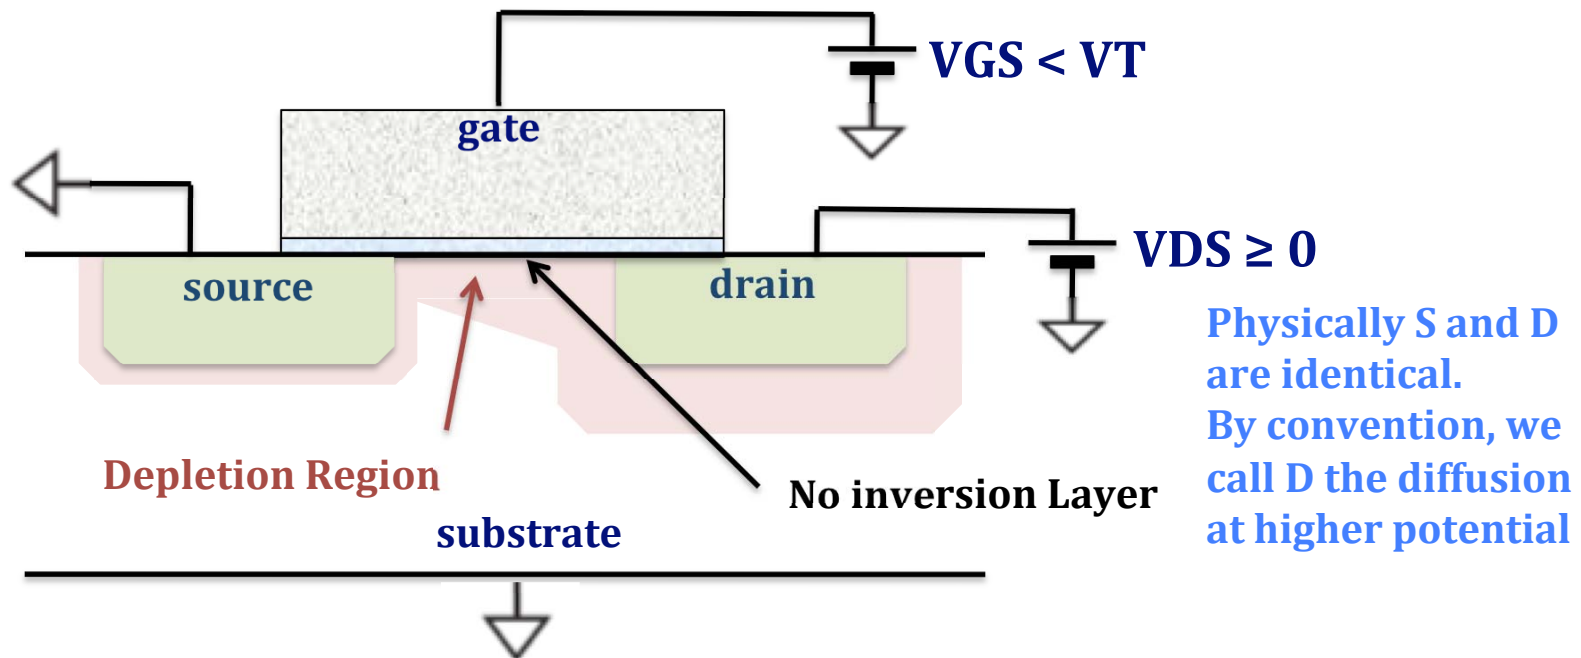 VGS < VT
gate
VDS ≥ 0
source
drain
Physically S and D
are identical.
By convention, we
call D the diffusion
at higher potential
Depletion Region
No inversion Layer
substrate